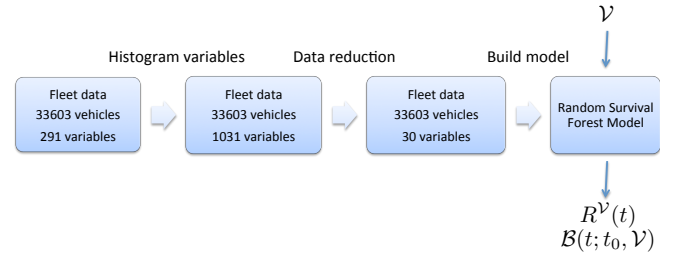 𝒱
Histogram variables
Data reduction
Build model
Fleet data
33603 vehicles
291 variables
Fleet data
33603 vehicles
1031 variables
Fleet data
33603 vehicles
30 variables
Random Survival
Forest Model
R^𝒱(t)
ℬ(t; t₀, 𝒱)